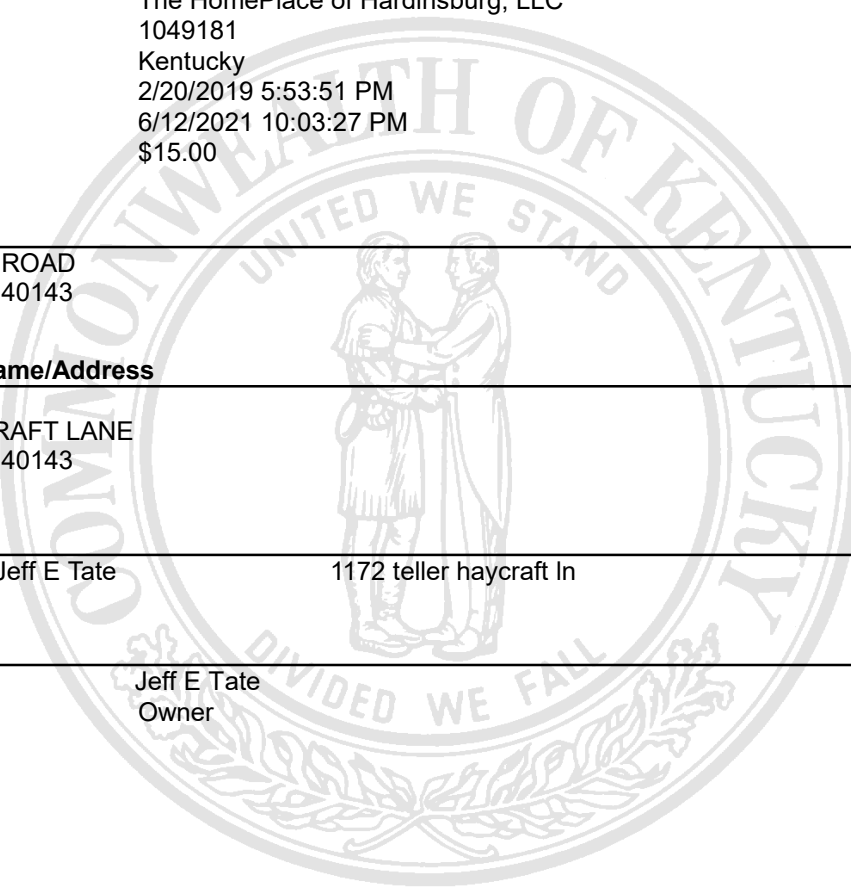 The HomePlace of Hardinsburg, LLC
1049181
Kentucky
2/20/2019 5:53:51 PM
6/12/2021 10:03:27 PM
$15.00
ROAD
40143
ame/Address
RAFT LANE
40143
Jeff E Tate 1172 teller haycraft ln
Jeff E Tate
Owner
COMMONWEALTH OF KENTUCKY
UNITED WE STAND
DIVIDED WE FALL